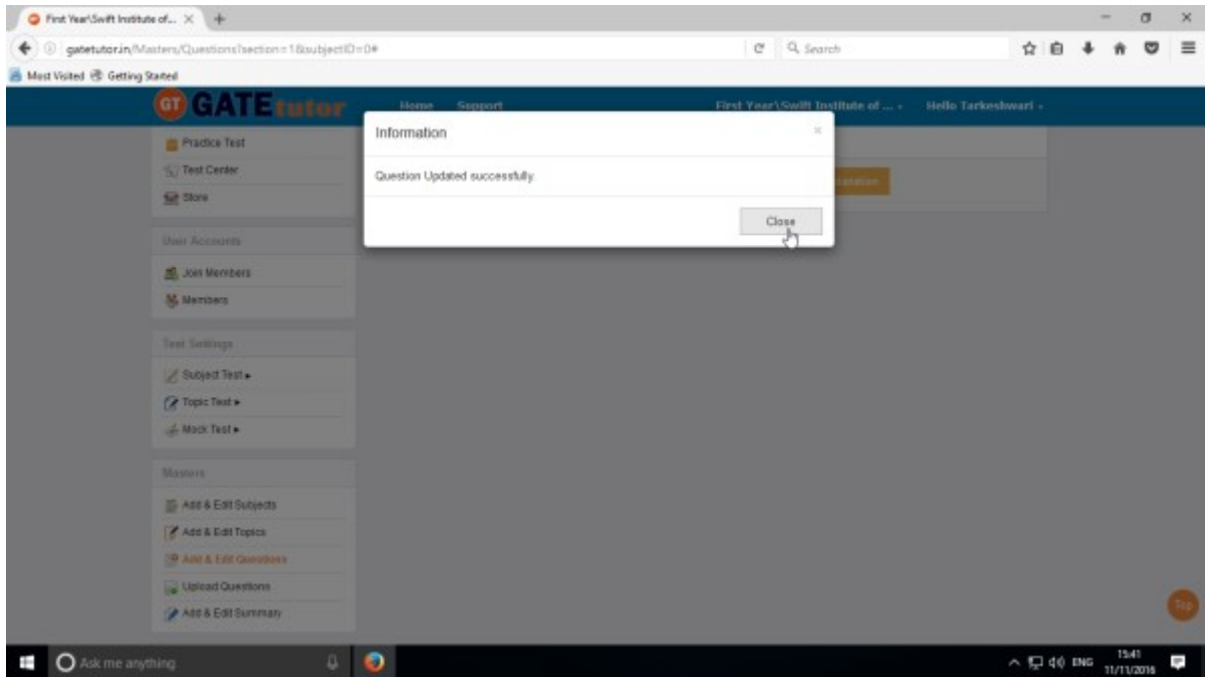 First Year\Swift Institute of...
gatetutor.in/Masters/Questions?section=1&subjectID=0#
Search
Most Visited
Getting Started
GT GATEtutor
Home
Support
First Year\Swift Institute of ...
Hello Tarkeshwari
Information
Question Updated successfully.
Close
Practice Test
Test Center
Store
User Accounts
Join Members
Members
Test Settings
Subject Test
Topic Test
Mock Test
Masters
Add & Edit Subjects
Add & Edit Topics
Add & Edit Questions
Upload Questions
Add & Edit Summary
Top
Ask me anything
ENG
15:41
11/11/2016